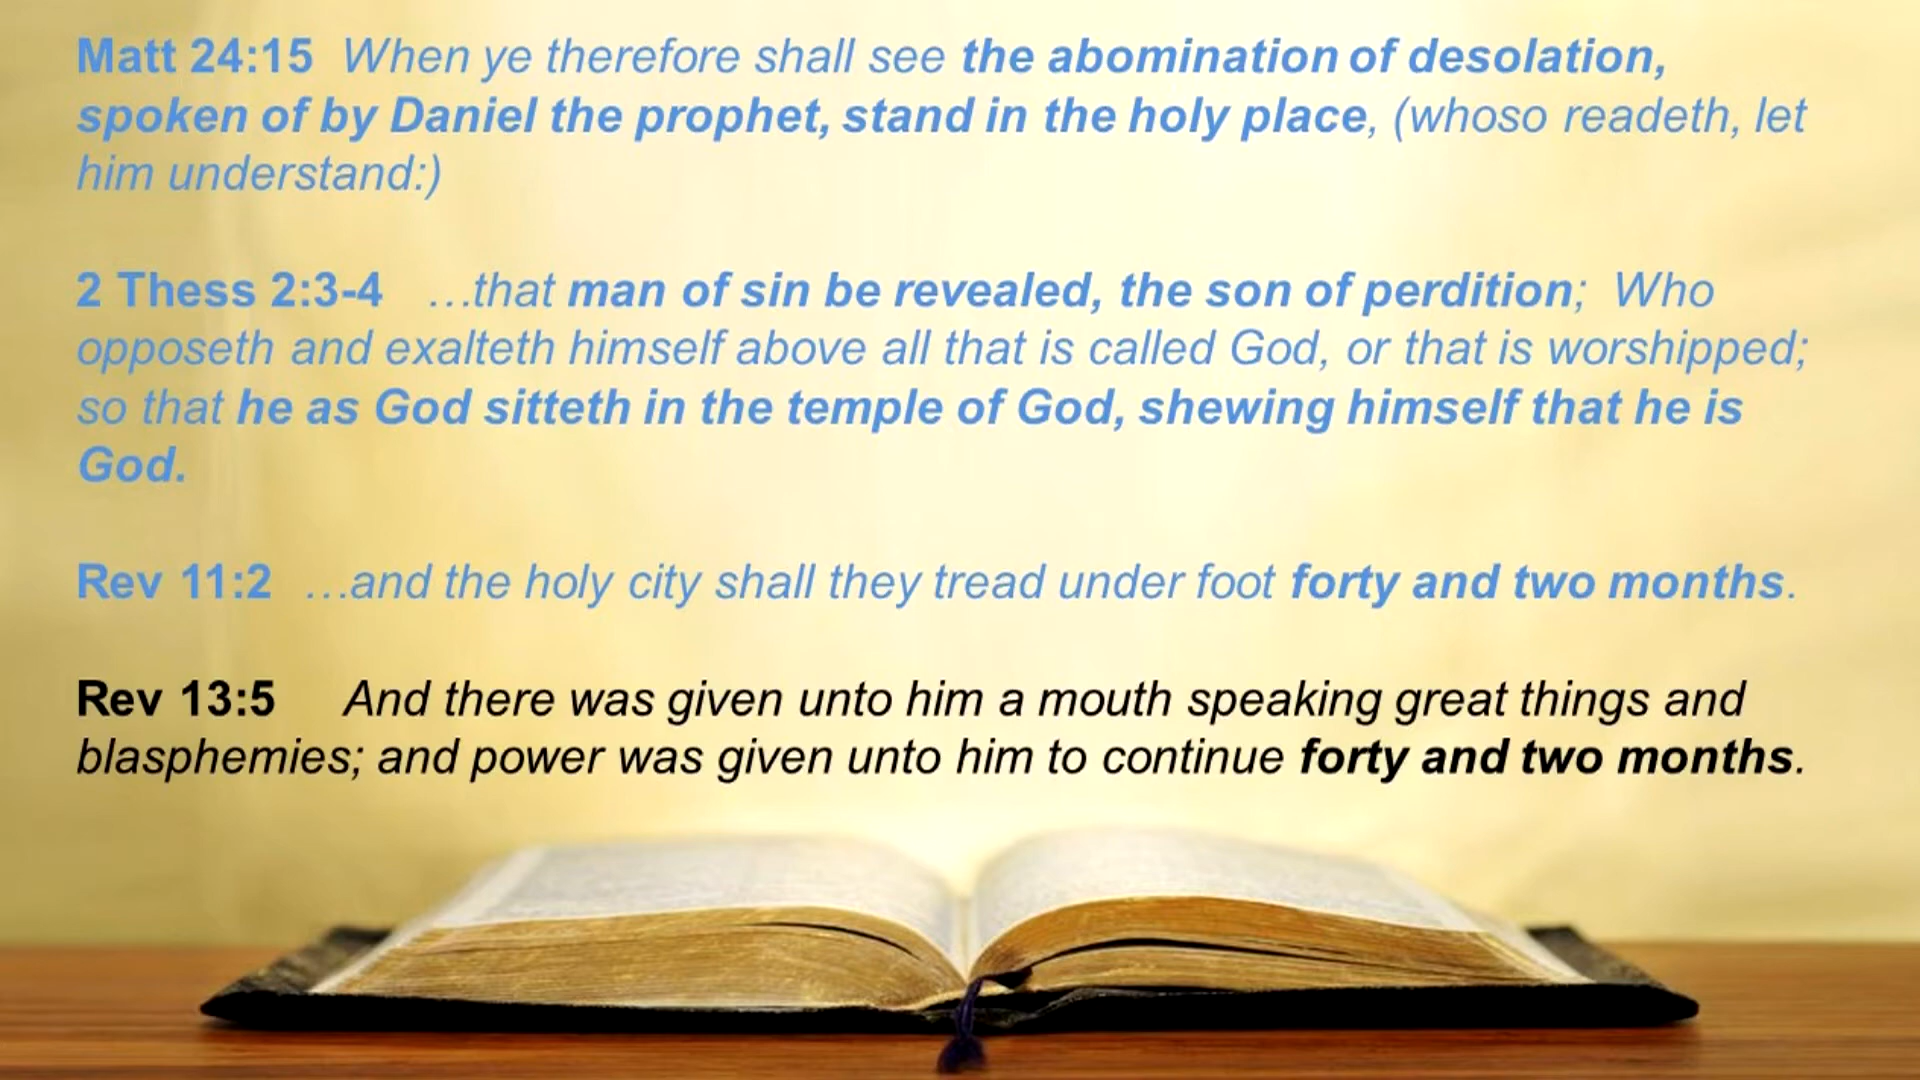 Matt 24:15 When ye therefore shall see the abomination of desolation,
spoken of by Daniel the prophet, stand in the holy place, (whoso readeth, let
him understand:)
2 Thess 2:3-4 …that man of sin be revealed, the son of perdition; Who
opposeth and exalteth himself above all that is called God, or that is worshipped;
so that he as God sitteth in the temple of God, shewing himself that he is
God.
Rev 11:2 …and the holy city shall they tread under foot forty and two months.
Rev 13:5 And there was given unto him a mouth speaking great things and
blasphemies; and power was given unto him to continue forty and two months.